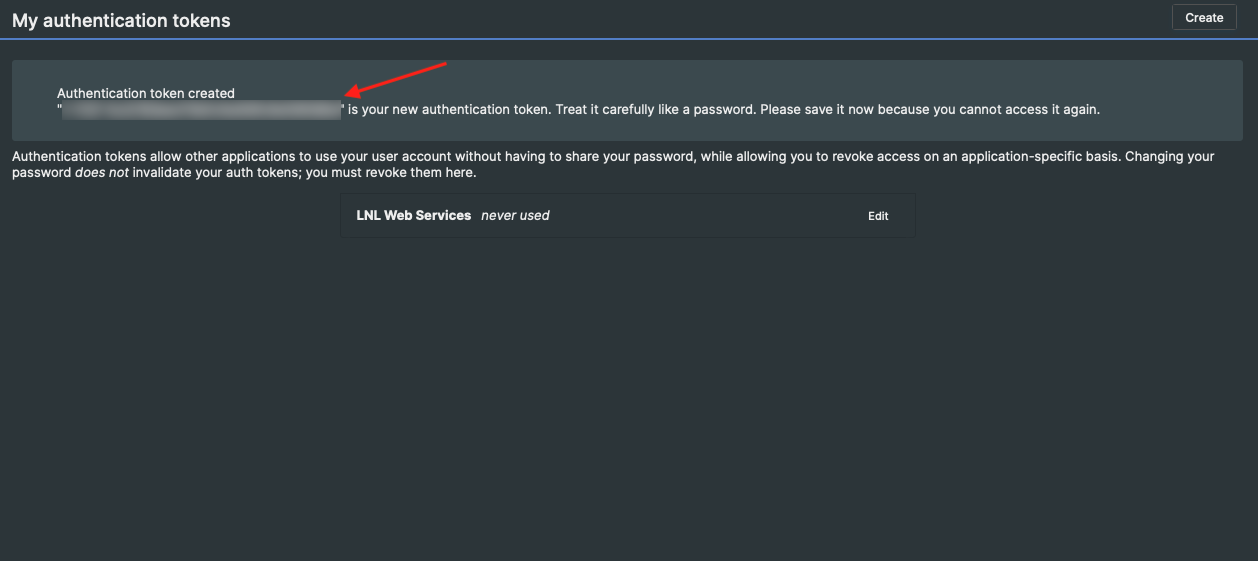 My authentication tokens
Create
Authentication token created
"" is your new authentication token. Treat it carefully like a password. Please save it now because you cannot access it again.
Authentication tokens allow other applications to use your user account without having to share your password, while allowing you to revoke access on an application-specific basis. Changing your
password does not invalidate your auth tokens; you must revoke them here.
LNL Web Services never used
Edit